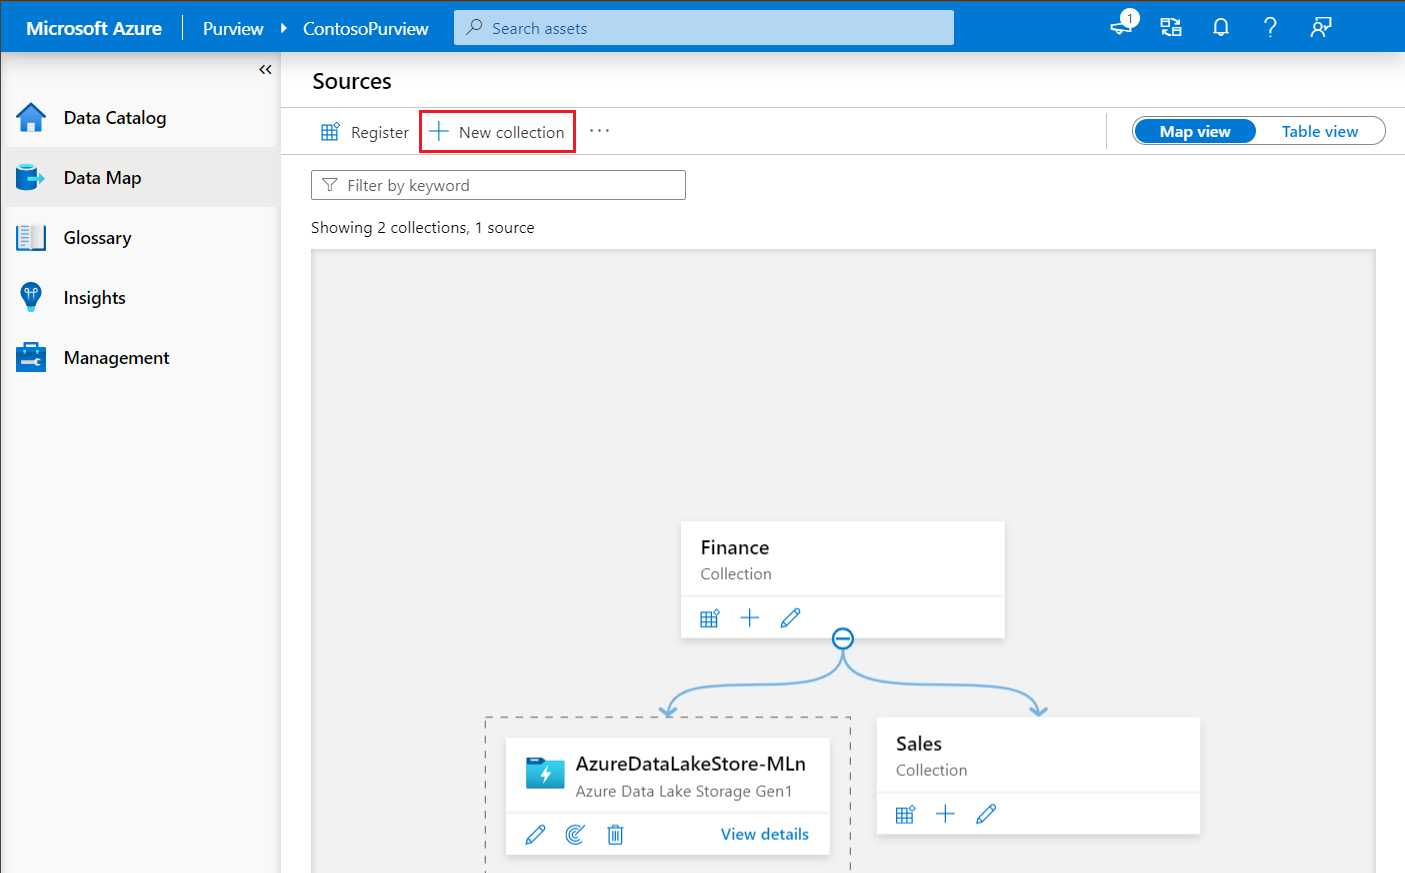 Microsoft Azure
Purview
ContosoPurview
Search assets
1
Sources
Data Catalog
Data Map
Glossary
Insights
Management
Register
New collection
Map view
Table view
Filter by keyword
Showing 2 collections, 1 source
Finance
Collection
AzureDataLakeStore-MLn
Azure Data Lake Storage Gen1
View details
Sales
Collection